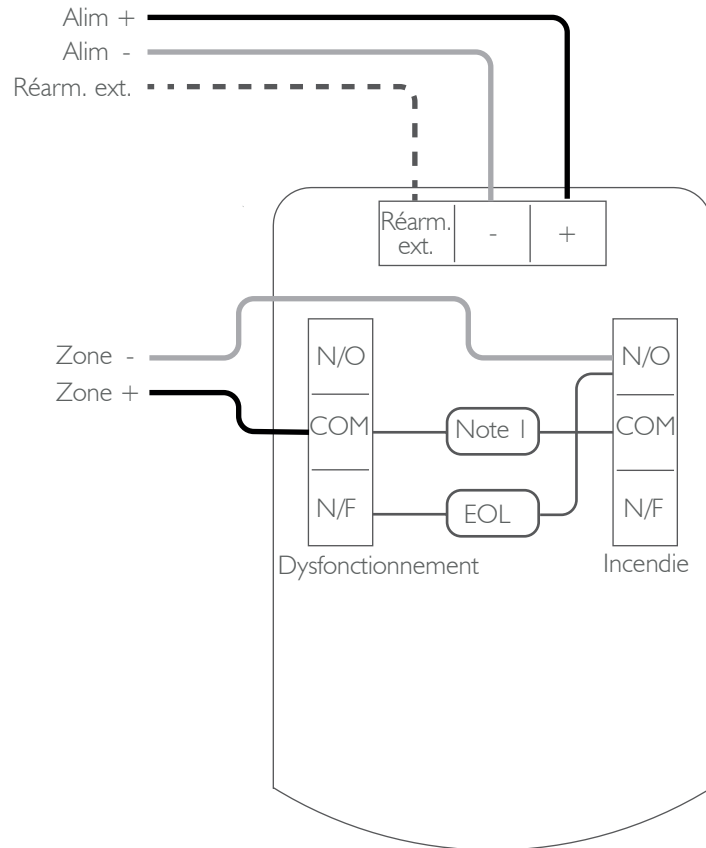 Alim +
Alim -
Réarm. ext.
Réarm.
ext.
-
+
Zone -
Zone +
N/O
COM
N/F
Note 1
EOL
N/O
COM
N/F
Dysfonctionnement
Incendie